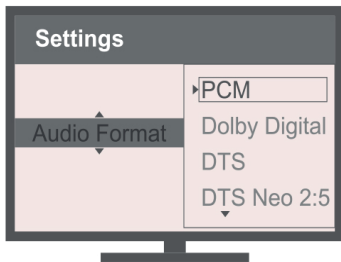 Settings
Audio Format
PCM
Dolby Digital
DTS
DTS Neo 2:5